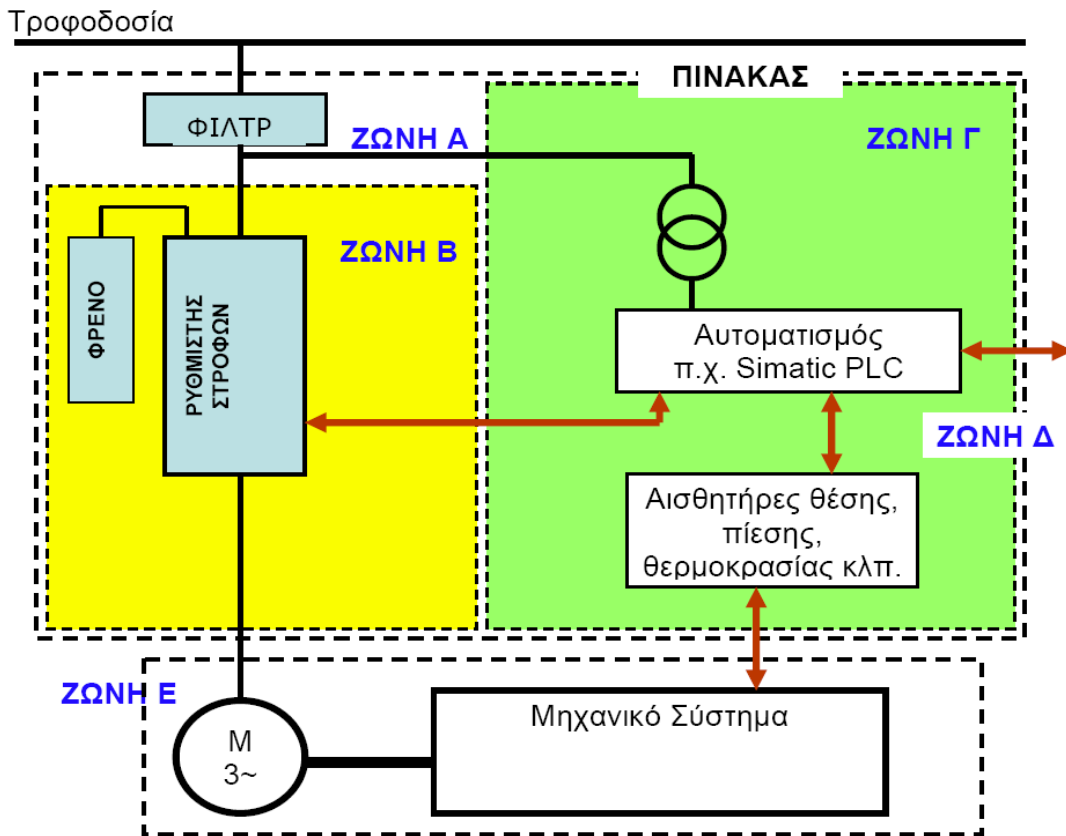 Τροφοδοσία
ΠΙΝΑΚΑΣ
ΦΙΛΤΡ
ΖΩΝΗ Α
ΖΩΝΗ Γ
ΖΩΝΗ Β
ΦΡΕΝΟ
ΡΥΘΜΙΣΤΗΣ
ΣΤΡΟΦΩΝ
Αυτοματισμός
π.χ. Simatic PLC
ΖΩΝΗ Δ
Αισθητήρες θέσης,
πίεσης,
θερμοκρασίας κλπ.
ΖΩΝΗ Ε
Μηχανικό Σύστημα
Μ
3~